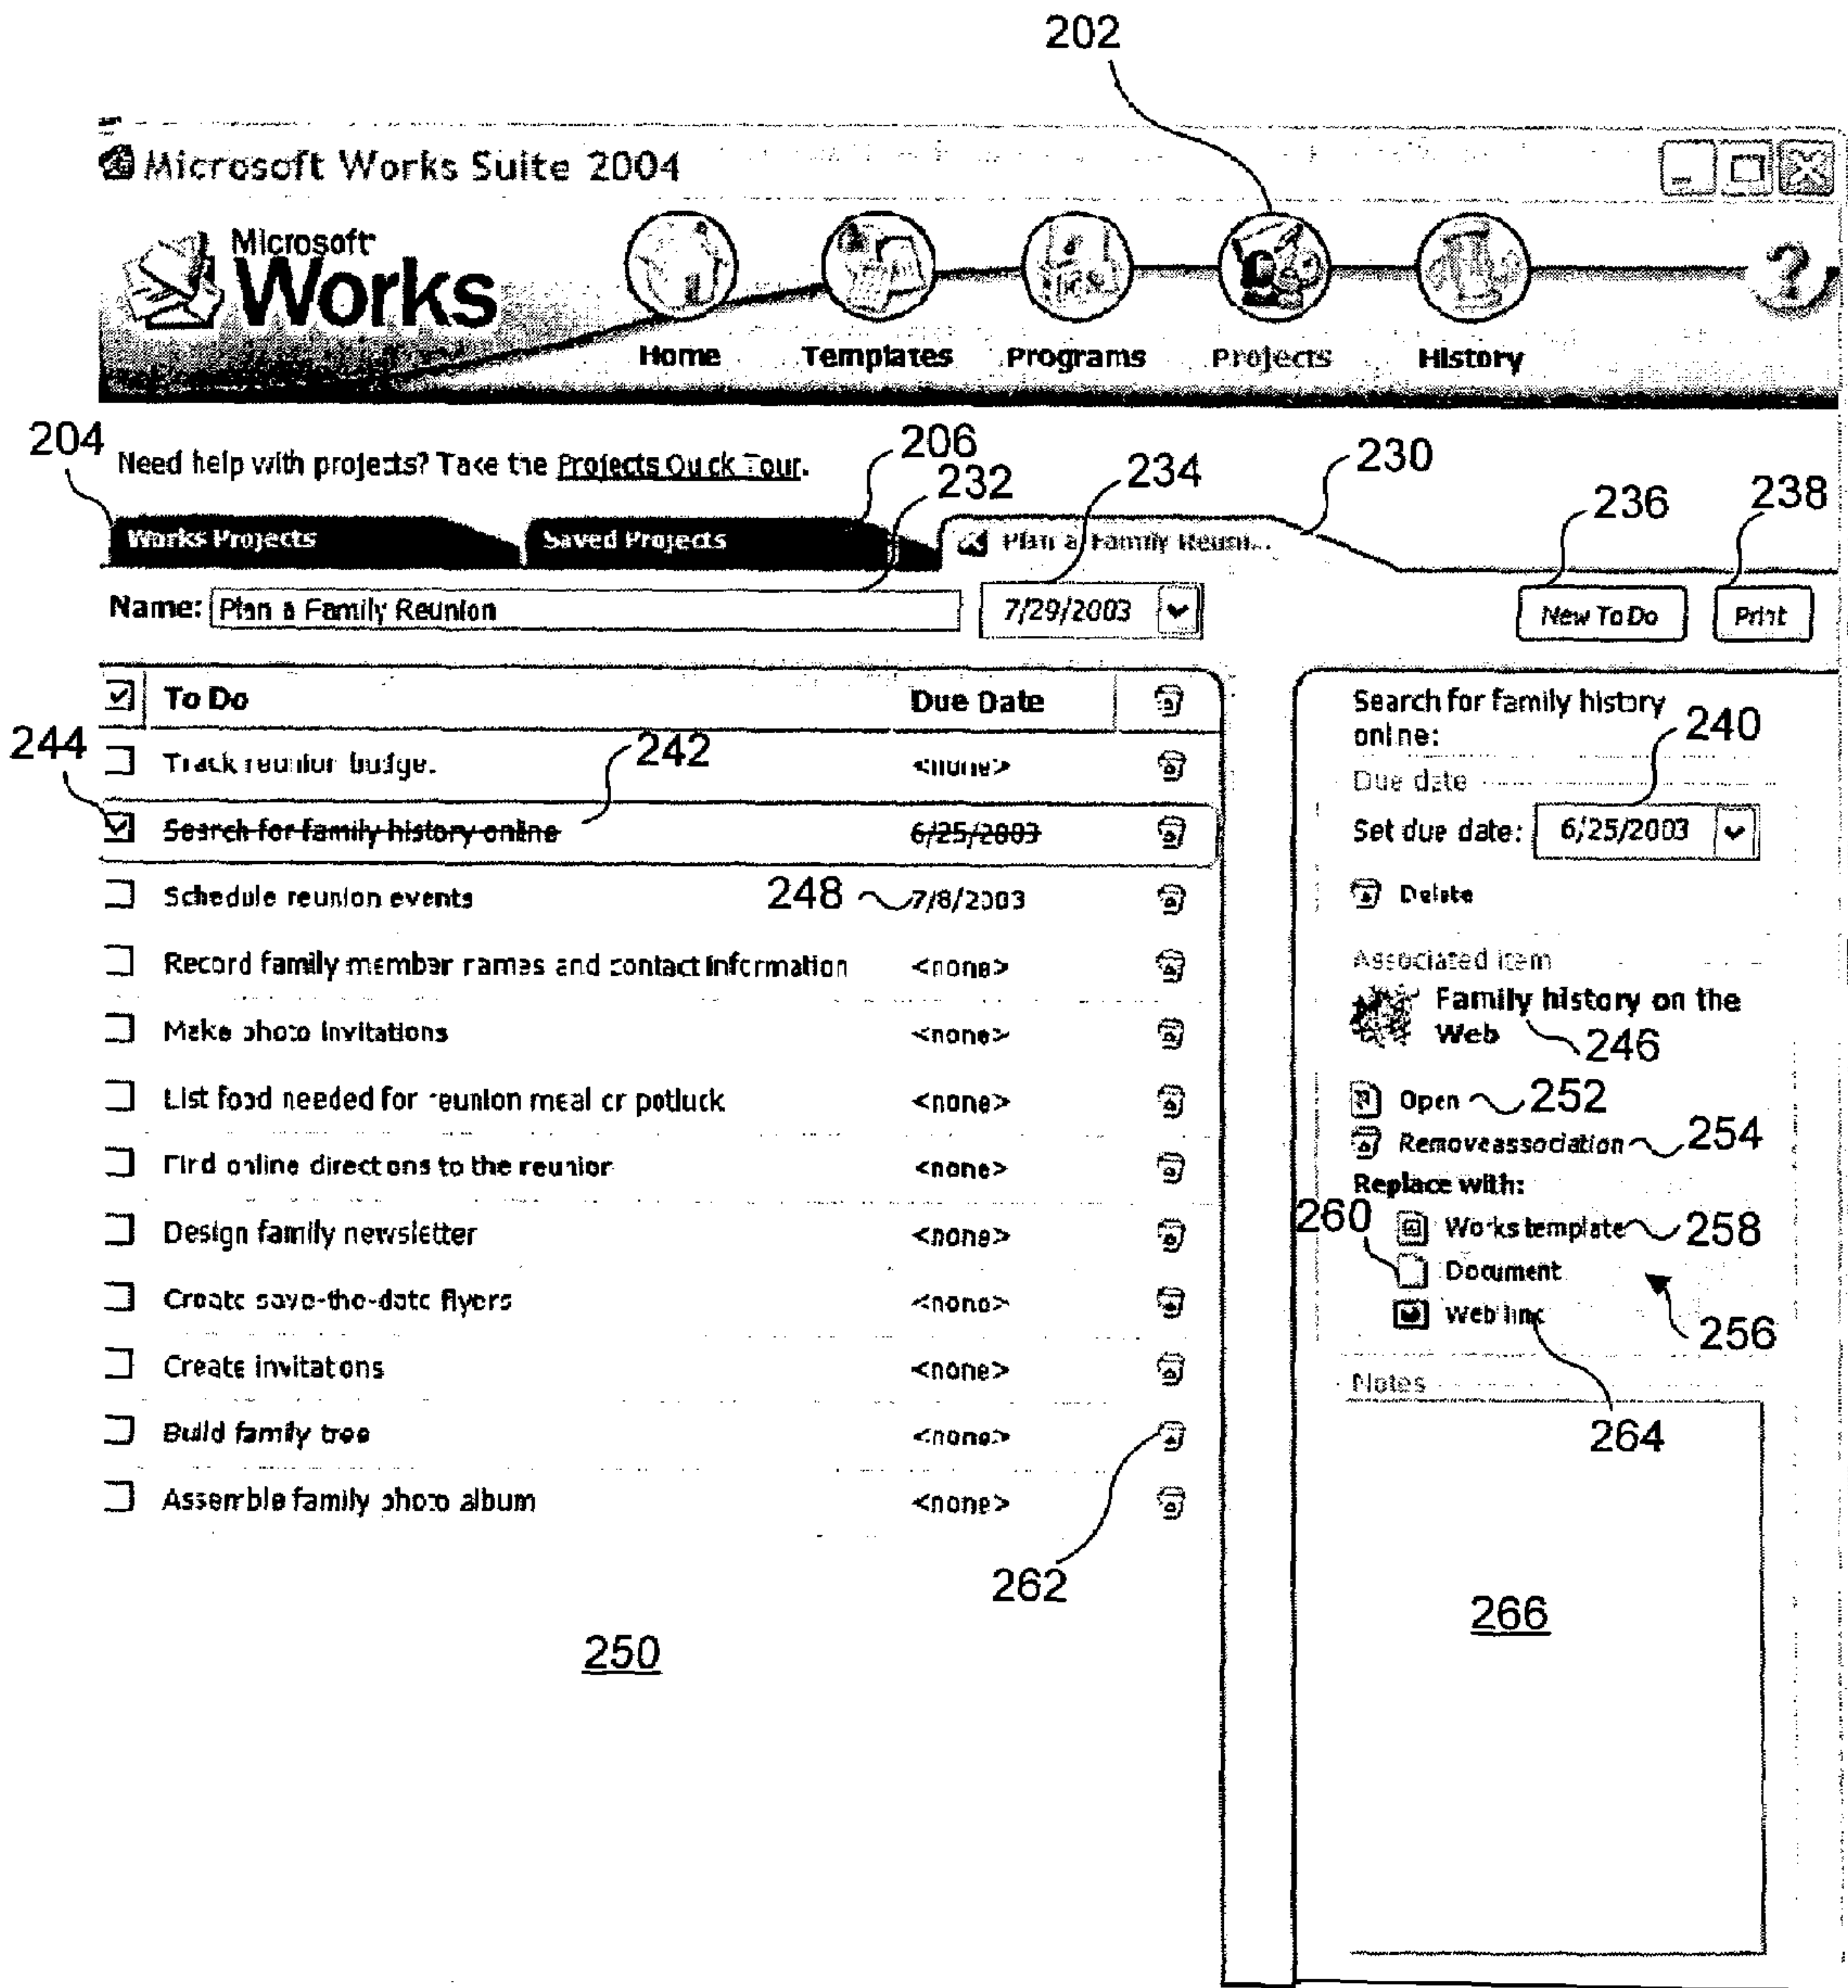 202
Microsoft Works Suite 2004
Microsoft
Works
Home Templates Programs Projects History ?
204 206 230
Need help with projects? Take the Projects Quick Tour.
232 234 236 238
Works Projects Saved Projects Plan a Family Reuni...
Name: Plan a Family Reunion 7/29/2003 New To Do Print
To Do Due Date
244 Track reunion budget. 242 <none>
Search for family history online 6/25/2003
Schedule reunion events 248 7/8/2003
Record family member names and contact information <none>
Make photo invitations <none>
List food needed for reunion meal or potluck <none>
Find online directions to the reunion <none>
Design family newsletter <none>
Create save-the-date flyers <none>
Create invitatons <none>
Build family tree <none>
Assemble family photo album <none>
262
250
Search for family history
online: 240
Due date
Set due date: 6/25/2003
Delete
Associated item
Family history on the
Web 246
Open 252
Remove association 254
Replace with:
260 Works template 258
Document
Web link 256
Notes
264
266